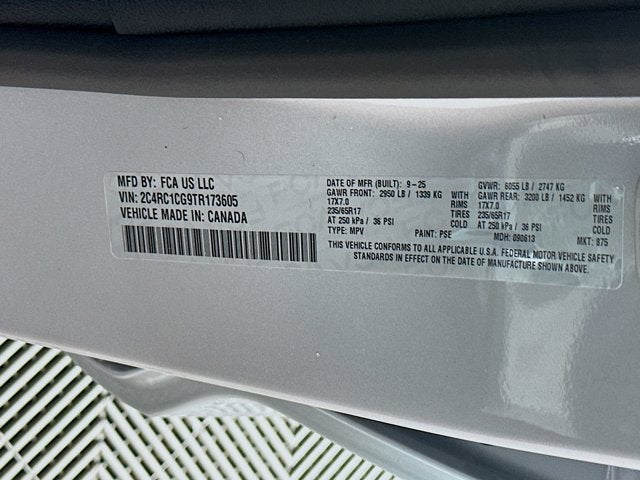 MFD BY: FCA US LLC
VIN: 2C4RC1CG9TR173605
VEHICLE MADE IN: CANADA
DATE OF MFR (BUILT): 9-25
GAWR FRONT: 2950 LB / 1339 KG WITH
17X7.0 RIMS
235/65R17 TIRES
AT 250 kPa / 36 PSI COLD
TYPE: MPV PAINT: PSE
GVWR: 6055 LB / 2747 KG
GAWR REAR: 3200 LB / 1452 KG WITH
17X7.0 RIMS
235/65R17 TIRES
AT 250 kPa / 36 PSI COLD
MDH: 090613 MKT: 875
THIS VEHICLE CONFORMS TO ALL APPLICABLE U.S.A. FEDERAL MOTOR VEHICLE SAFETY
STANDARDS IN EFFECT ON THE DATE OF MANUFACTURE SHOWN ABOVE.